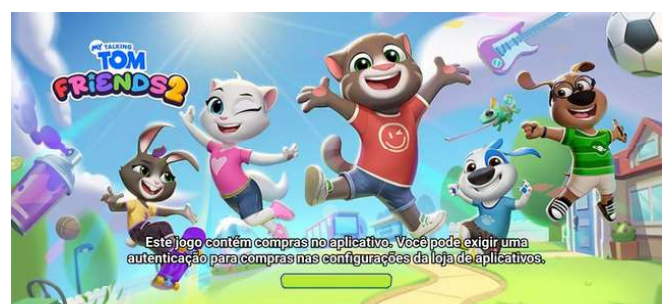 MY TALKING
TOM
FRIENDS2
Este jogo contém compras no aplicativo. Você pode exigir uma
autenticação para compras nas configurações da loja de aplicativos.